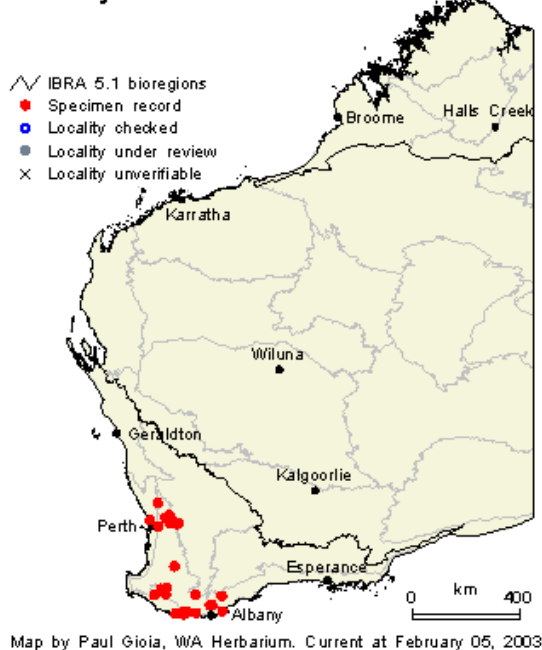 IBRA 5.1 bioregions
Specimen record
Locality checked
Locality under review
Locality unverifiable
Broome
Halls Creek
Karratha
Wiluna
Geraldton
Kalgoorlie
Perth
Esperance
Albany
km
0 400
Map by Paul Gioia, WA Herbarium. Current at February 05, 2003